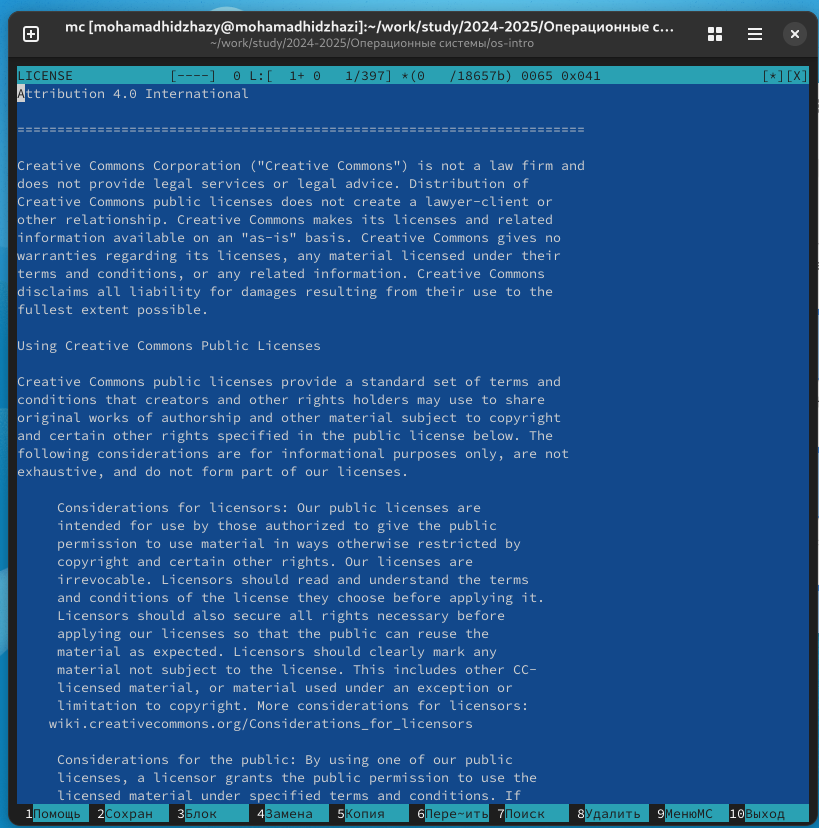 mc [mohamadhidzhazy@mohamadhidzhazi]:~/work/study/2024-2025/Операционные с...
~/work/study/2024-2025/Операционные системы/os-intro
LICENSE [----] 0 L:[ 1+ 0 1/397] *(0 /18657b) 0065 0x041 [*][X]
Attribution 4.0 International
=======================================================================
Creative Commons Corporation ("Creative Commons") is not a law firm and
does not provide legal services or legal advice. Distribution of
Creative Commons public licenses does not create a lawyer-client or
other relationship. Creative Commons makes its licenses and related
information available on an "as-is" basis. Creative Commons gives no
warranties regarding its licenses, any material licensed under their
terms and conditions, or any related information. Creative Commons
disclaims all liability for damages resulting from their use to the
fullest extent possible.
Using Creative Commons Public Licenses
Creative Commons public licenses provide a standard set of terms and
conditions that creators and other rights holders may use to share
original works of authorship and other material subject to copyright
and certain other rights specified in the public license below. The
following considerations are for informational purposes only, are not
exhaustive, and do not form part of our licenses.
Considerations for licensors: Our public licenses are
intended for use by those authorized to give the public
permission to use material in ways otherwise restricted by
copyright and certain other rights. Our licenses are
irrevocable. Licensors should read and understand the terms
and conditions of the license they choose before applying it.
Licensors should also secure all rights necessary before
applying our licenses so that the public can reuse the
material as expected. Licensors should clearly mark any
material not subject to the license. This includes other CC-
licensed material, or material used under an exception or
limitation to copyright. More considerations for licensors:
wiki.creativecommons.org/Considerations_for_licensors
Considerations for the public: By using one of our public
licenses, a licensor grants the public permission to use the
licensed material under specified terms and conditions. If
1Помощь 2Сохран 3Блок 4Замена 5Копия 6Пере~ить 7Поиск 8Удалить 9МенюMC 10Выход